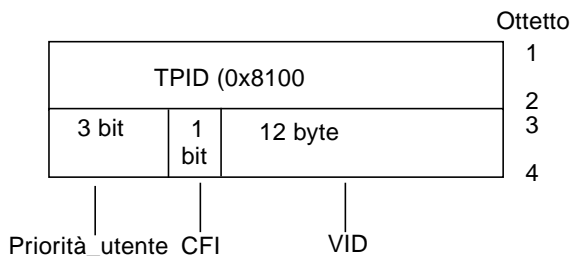 Ottetto
1
TPID (0x8100
2
3 bit
1
bit
12 byte
3
4
Priorità_utente
CFI
VID